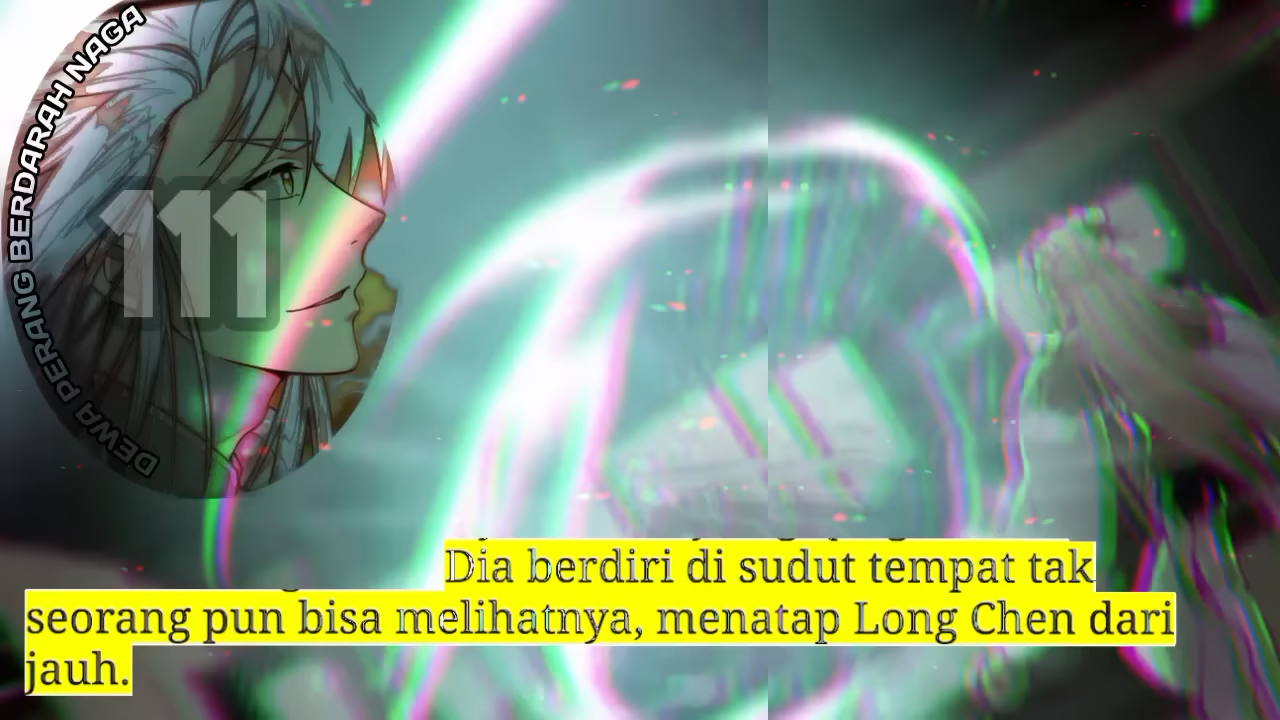 DEWA PERANG BERDARAH NAGA
111
Dia berdiri di sudut tempat tak
seorang pun bisa melihatnya, menatap Long Chen dari
jauh.